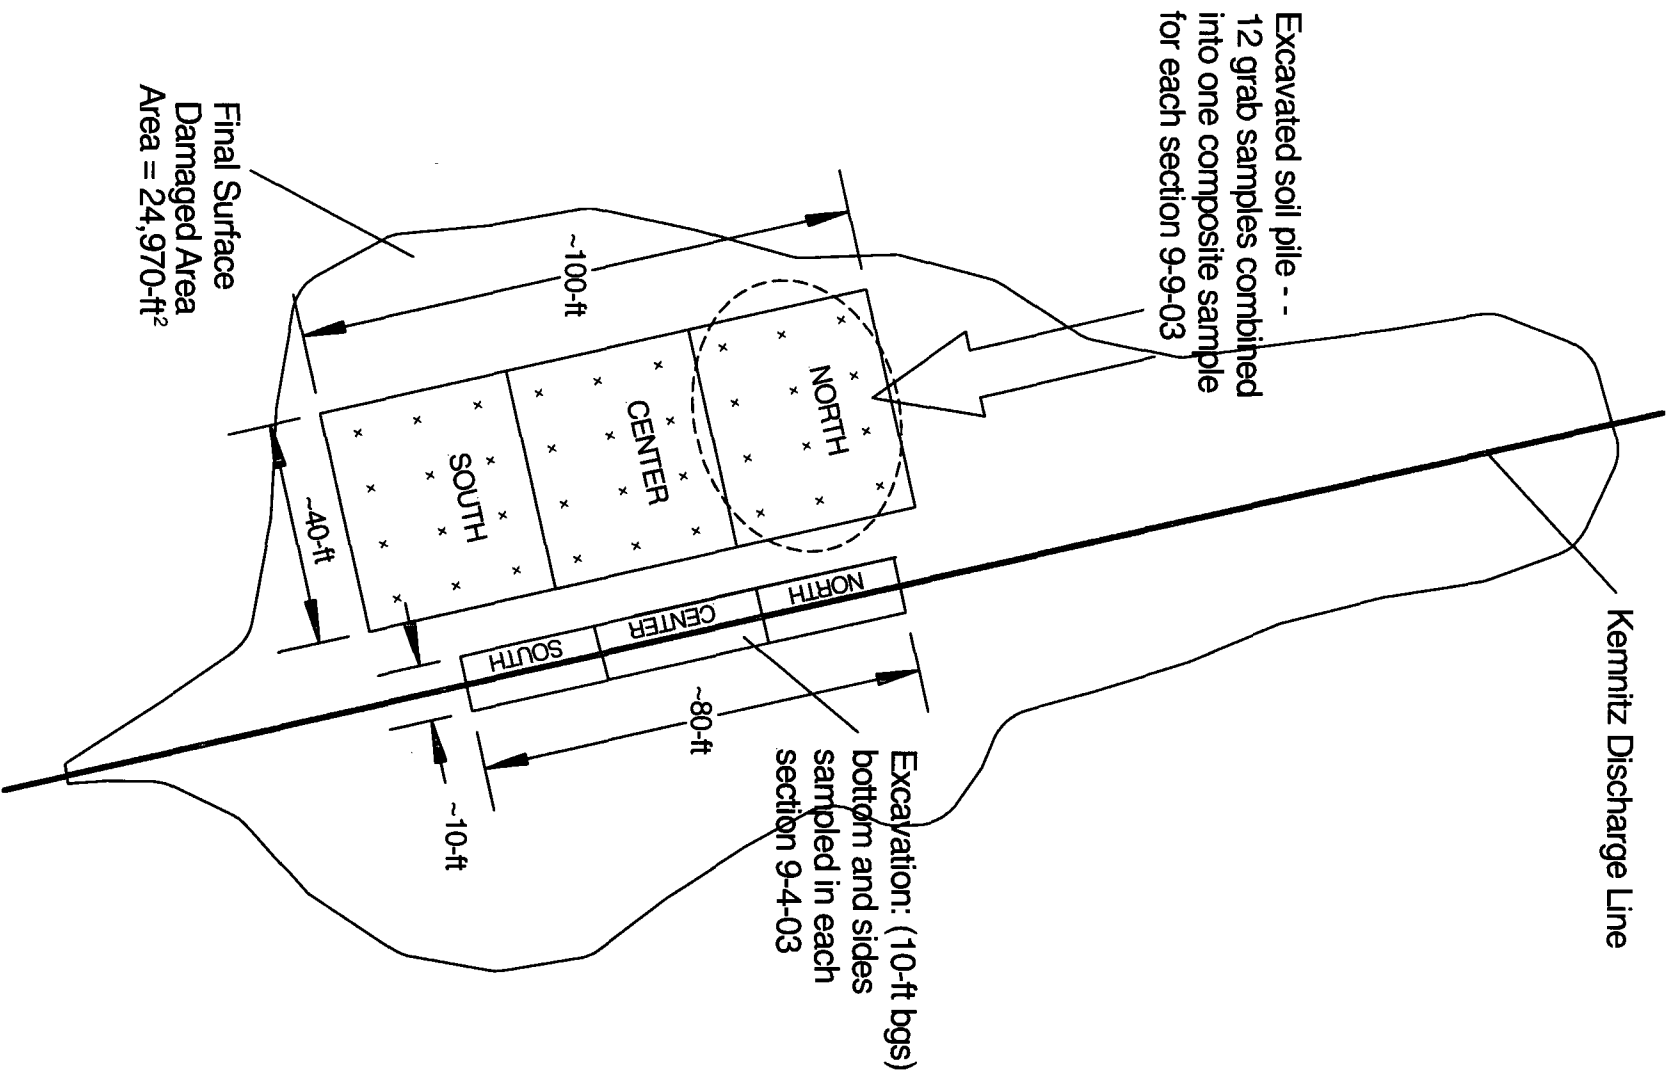 Excavated soil pile - -
12 grab samples combined
into one composite sample
for each section 9-9-03
Final Surface
Damaged Area
Area = 24,970-ft²
~100-ft
NORTH
CENTER
SOUTH
~40-ft
NORTH
CENTER
SOUTH
~80-ft
~10-ft
Kemnitz Discharge Line
Excavation: (10-ft bgs)
bottom and sides
sampled in each
section 9-4-03